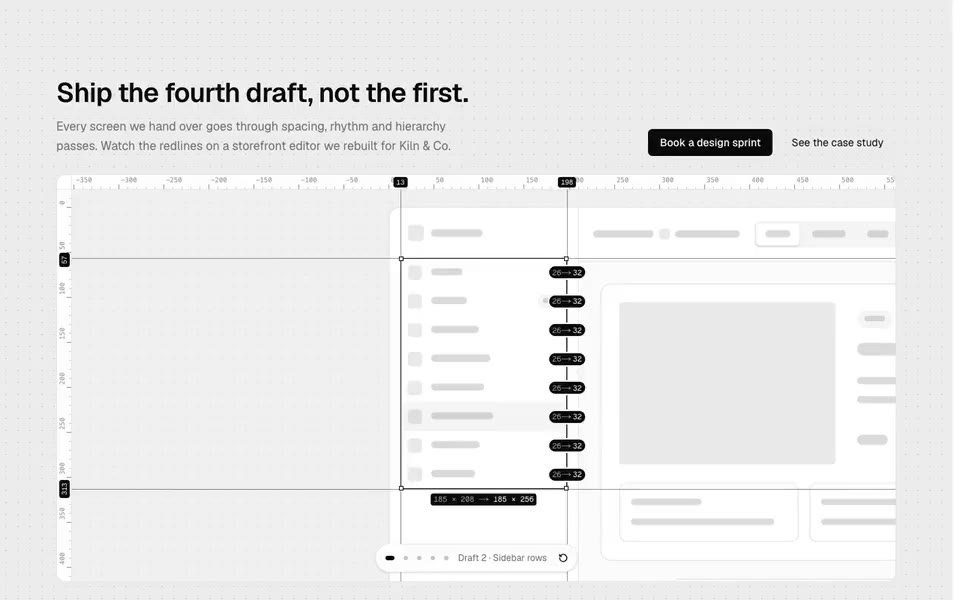 Ship the fourth draft, not the first.
Every screen we hand over goes through spacing, rhythm and hierarchy
passes. Watch the redlines on a storefront editor we rebuilt for Kiln & Co.
Book a design sprint
See the case study
-350 -300 -250 -200 -150 -100 -50 13 50 100 150 198 250 300 350 400 450 500
0
50
57
100
150
200
250
300
313
350
400
26 → 32
26 → 32
26 → 32
26 → 32
26 → 32
26 → 32
26 → 32
26 → 32
185 × 208 → 185 × 256
Draft 2 · Sidebar rows